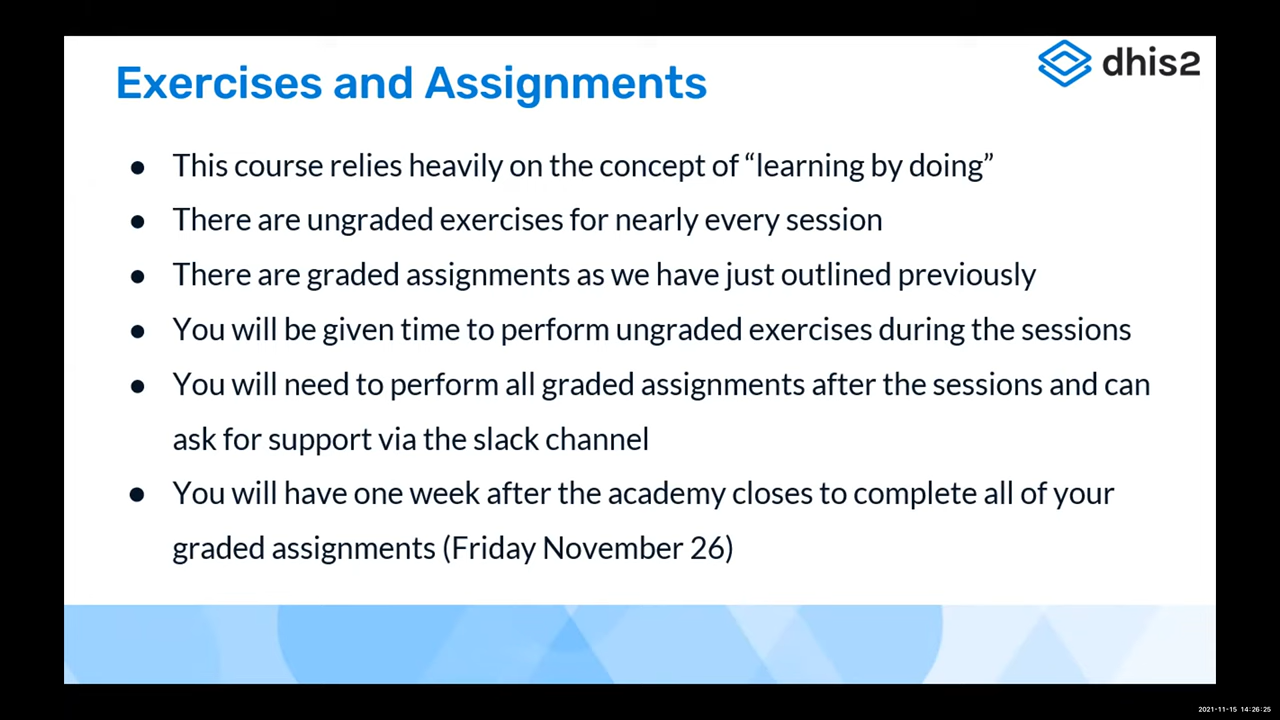 Exercises and Assignments
dhis2
● This course relies heavily on the concept of “learning by doing”
● There are ungraded exercises for nearly every session
● There are graded assignments as we have just outlined previously
● You will be given time to perform ungraded exercises during the sessions
● You will need to perform all graded assignments after the sessions and can
ask for support via the slack channel
● You will have one week after the academy closes to complete all of your
graded assignments (Friday November 26)
2021-11-15 14:26:25